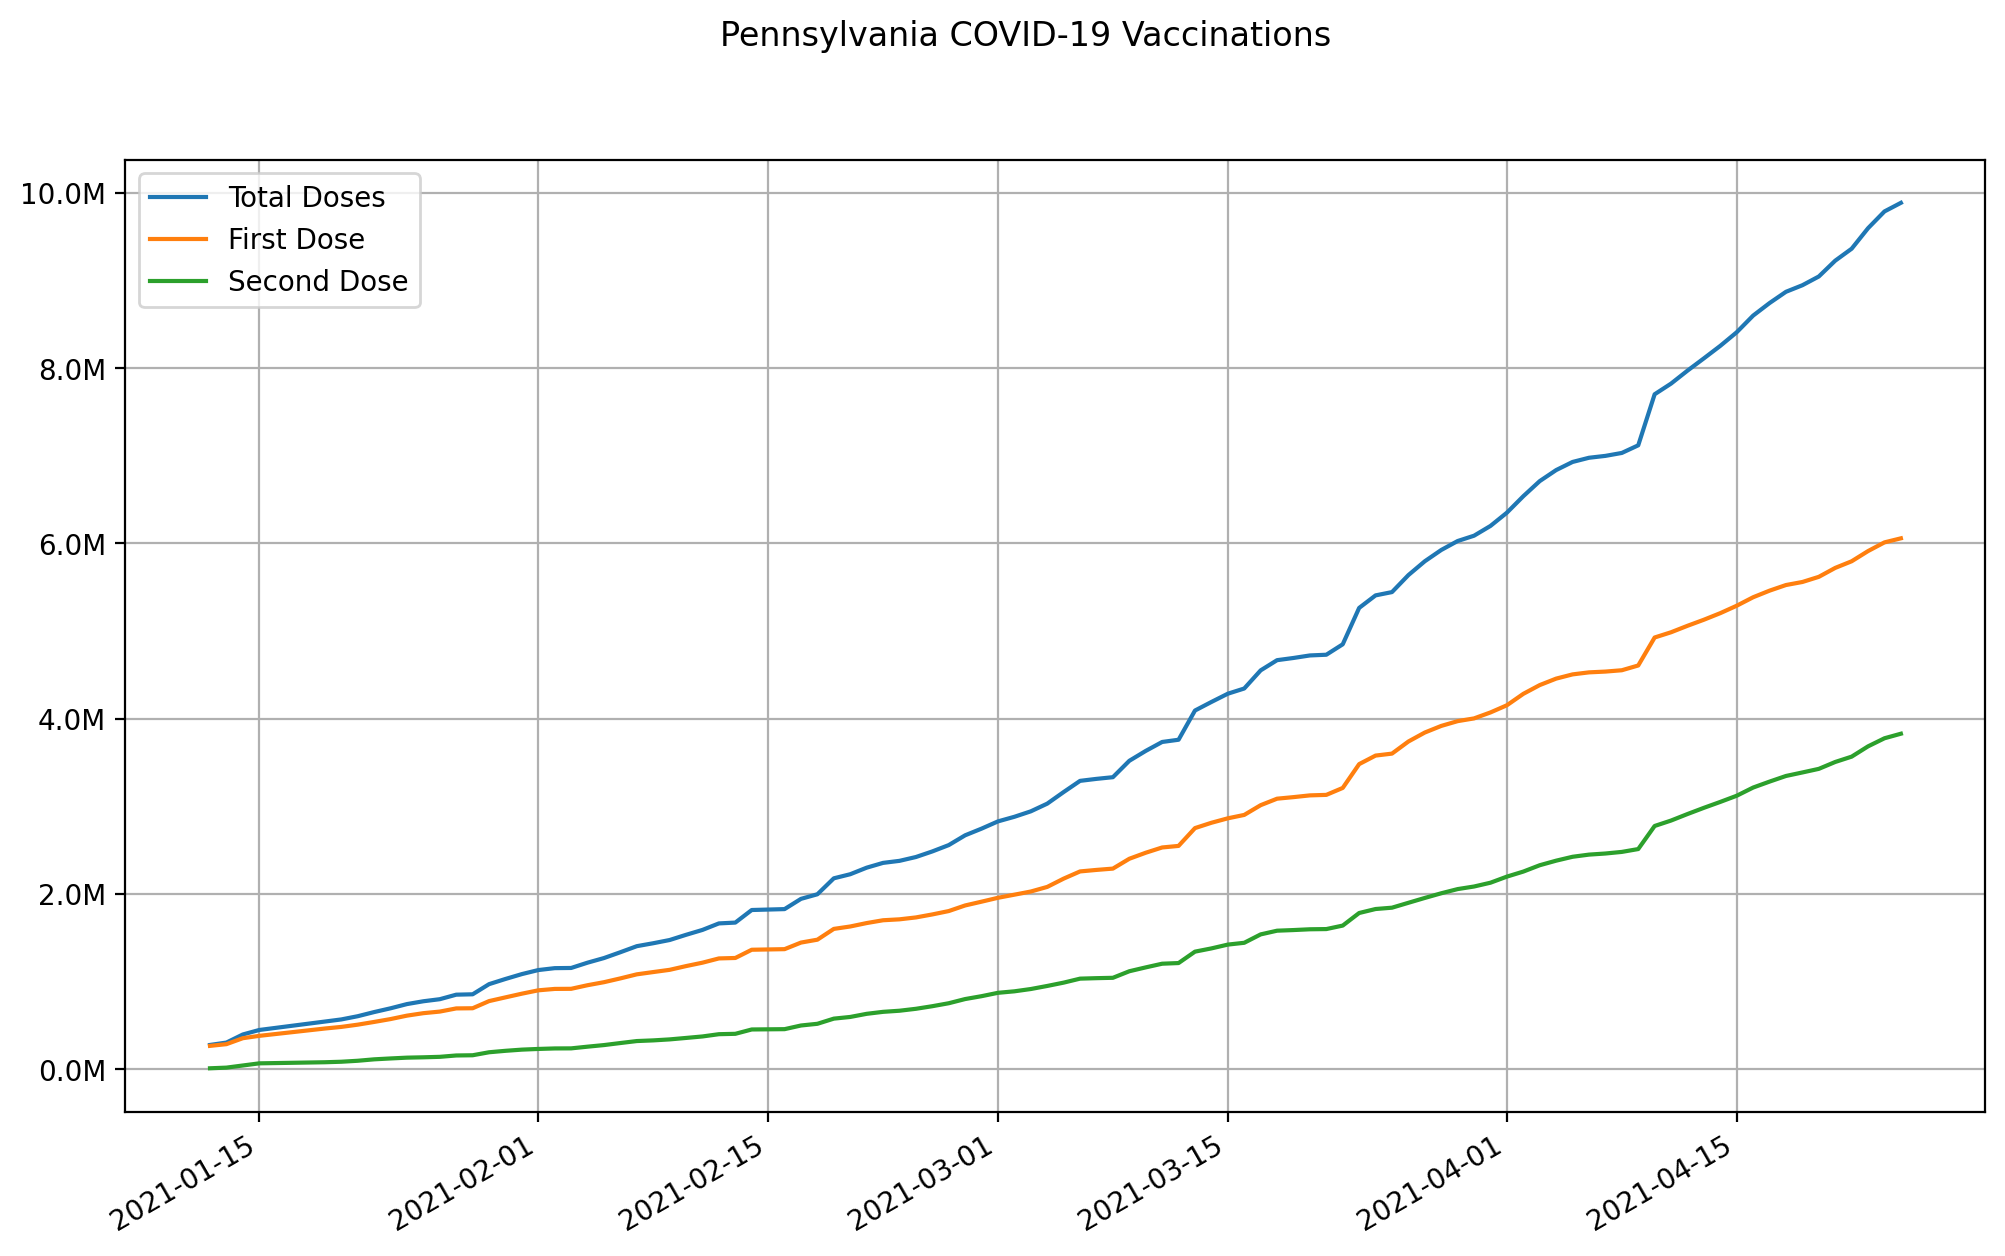 Pennsylvania COVID-19 Vaccinations
10.0M
8.0M
6.0M
4.0M
2.0M
0.0M
Total Doses
First Dose
Second Dose
2021-01-15
2021-02-01
2021-02-15
2021-03-01
2021-03-15
2021-04-01
2021-04-15